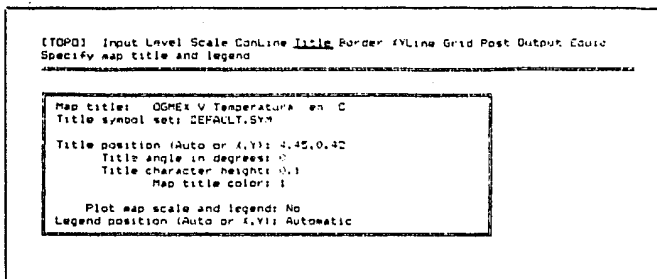 [TOPO] Input Level Scale ConLine Title Border XYLine Grid Post Output Equip
Specify map title and legend
Map title: OGMEX V Temperatura en C
Title symbol set: DEFAULT.SYM
Title position (Auto or X,Y): 4.45,0.42
Title angle in degrees: 0
Title character height: 0.1
Map title color: 1
Plot map scale and legend: No
Legend position (Auto or X,Y): Automatic